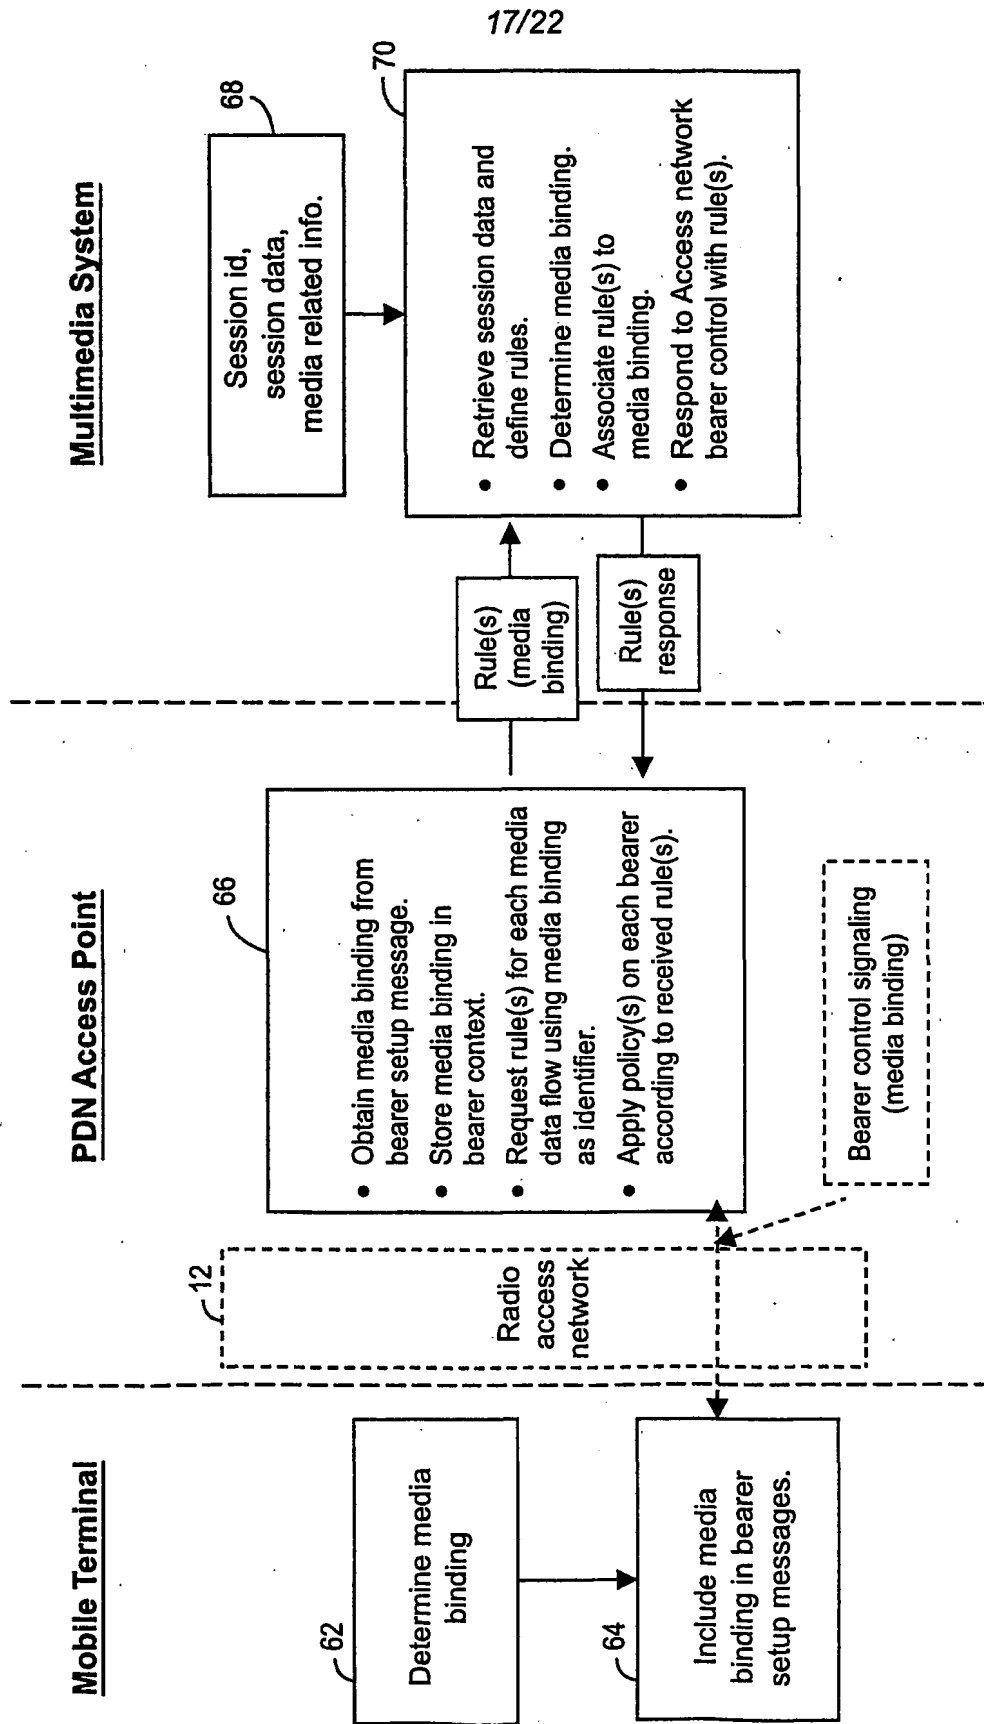 17/22
Mobile Terminal
62
Determine media
binding
64
Include media
binding in bearer
setup messages.
12
Radio
access
network
PDN Access Point
66
• Obtain media binding from
bearer setup message.
• Store media binding in
bearer context.
• Request rule(s) for each media
data flow using media binding
as identifier.
• Apply policy(s) on each bearer
according to received rule(s).
Bearer control signaling
(media binding)
Rule(s)
(media
binding)
Rule(s)
response
Multimedia System
68
Session id,
session data,
media related info.
70
• Retrieve session data and
define rules.
• Determine media binding.
• Associate rule(s) to
media binding.
• Respond to Access network
bearer control with rule(s).